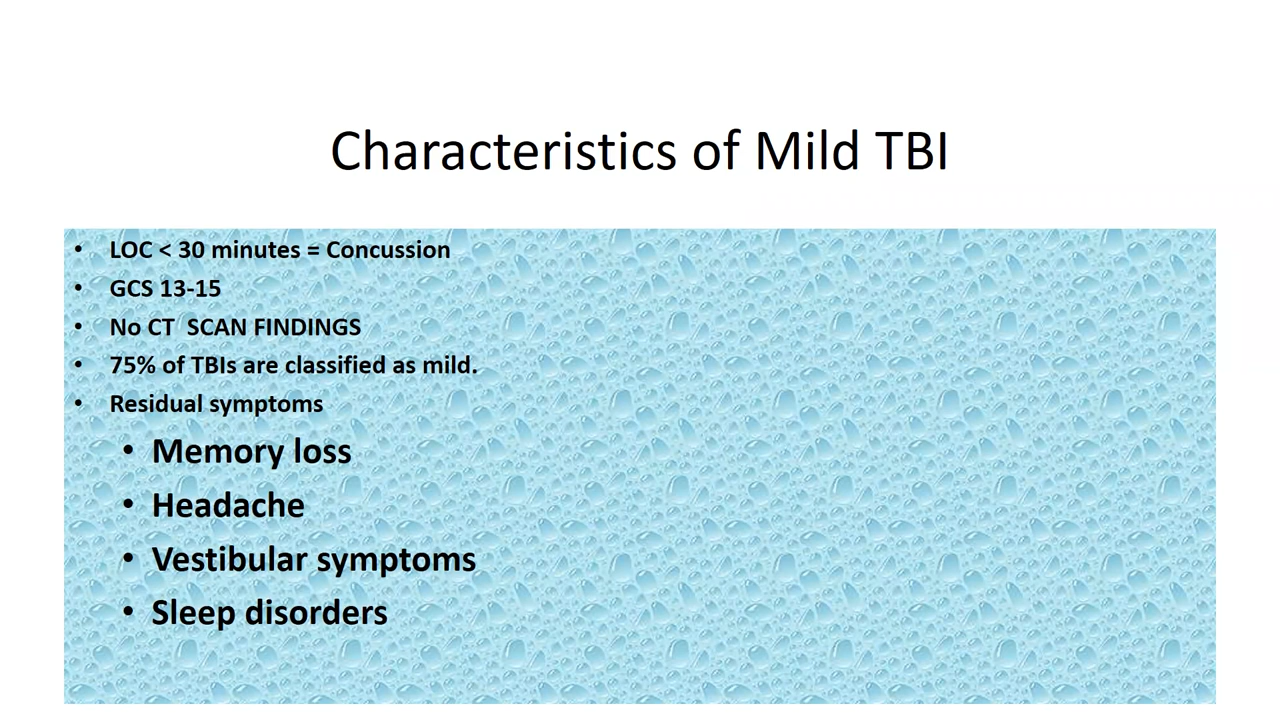 Characteristics of Mild TBI
• LOC < 30 minutes = Concussion
• GCS 13-15
• No CT  SCAN FINDINGS
• 75% of TBIs are classified as mild.
• Residual symptoms
• Memory loss
• Headache
• Vestibular symptoms
• Sleep disorders